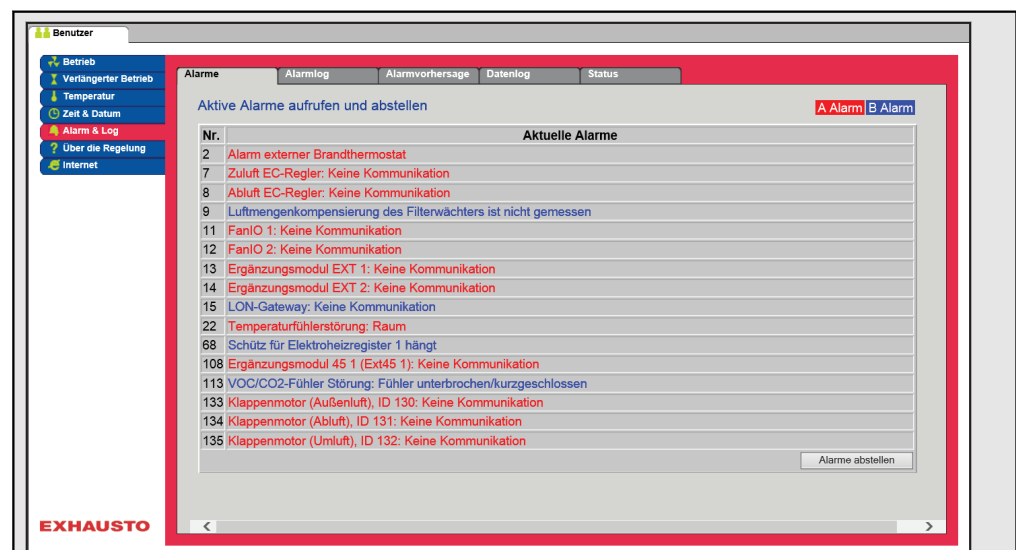 Benutzer
Betrieb
Verlängerter Betrieb
Temperatur
Zeit & Datum
Alarm & Log
Über die Regelung
Internet
Alarme Alarmlog Alarmvorhersage Datenlog Status
Aktive Alarme aufrufen und abstellen
A Alarm B Alarm
Nr. Aktuelle Alarme
2 Alarm externer Brandthermostat
7 Zuluft EC-Regler: Keine Kommunikation
8 Abluft EC-Regler: Keine Kommunikation
9 Luftmengenkompensierung des Filterwächters ist nicht gemessen
11 FanIO 1: Keine Kommunikation
12 FanIO 2: Keine Kommunikation
13 Ergänzungsmodul EXT 1: Keine Kommunikation
14 Ergänzungsmodul EXT 2: Keine Kommunikation
15 LON-Gateway: Keine Kommunikation
22 Temperaturfühlerstörung: Raum
68 Schütz für Elektroheizregister 1 hängt
108 Ergänzungsmodul 45 1 (Ext45 1): Keine Kommunikation
113 VOC/CO2-Fühler Störung: Fühler unterbrochen/kurzgeschlossen
133 Klappenmotor (Außenluft), ID 130: Keine Kommunikation
134 Klappenmotor (Abluft), ID 131: Keine Kommunikation
135 Klappenmotor (Umluft), ID 132: Keine Kommunikation
Alarme abstellen
EXHAUSTO